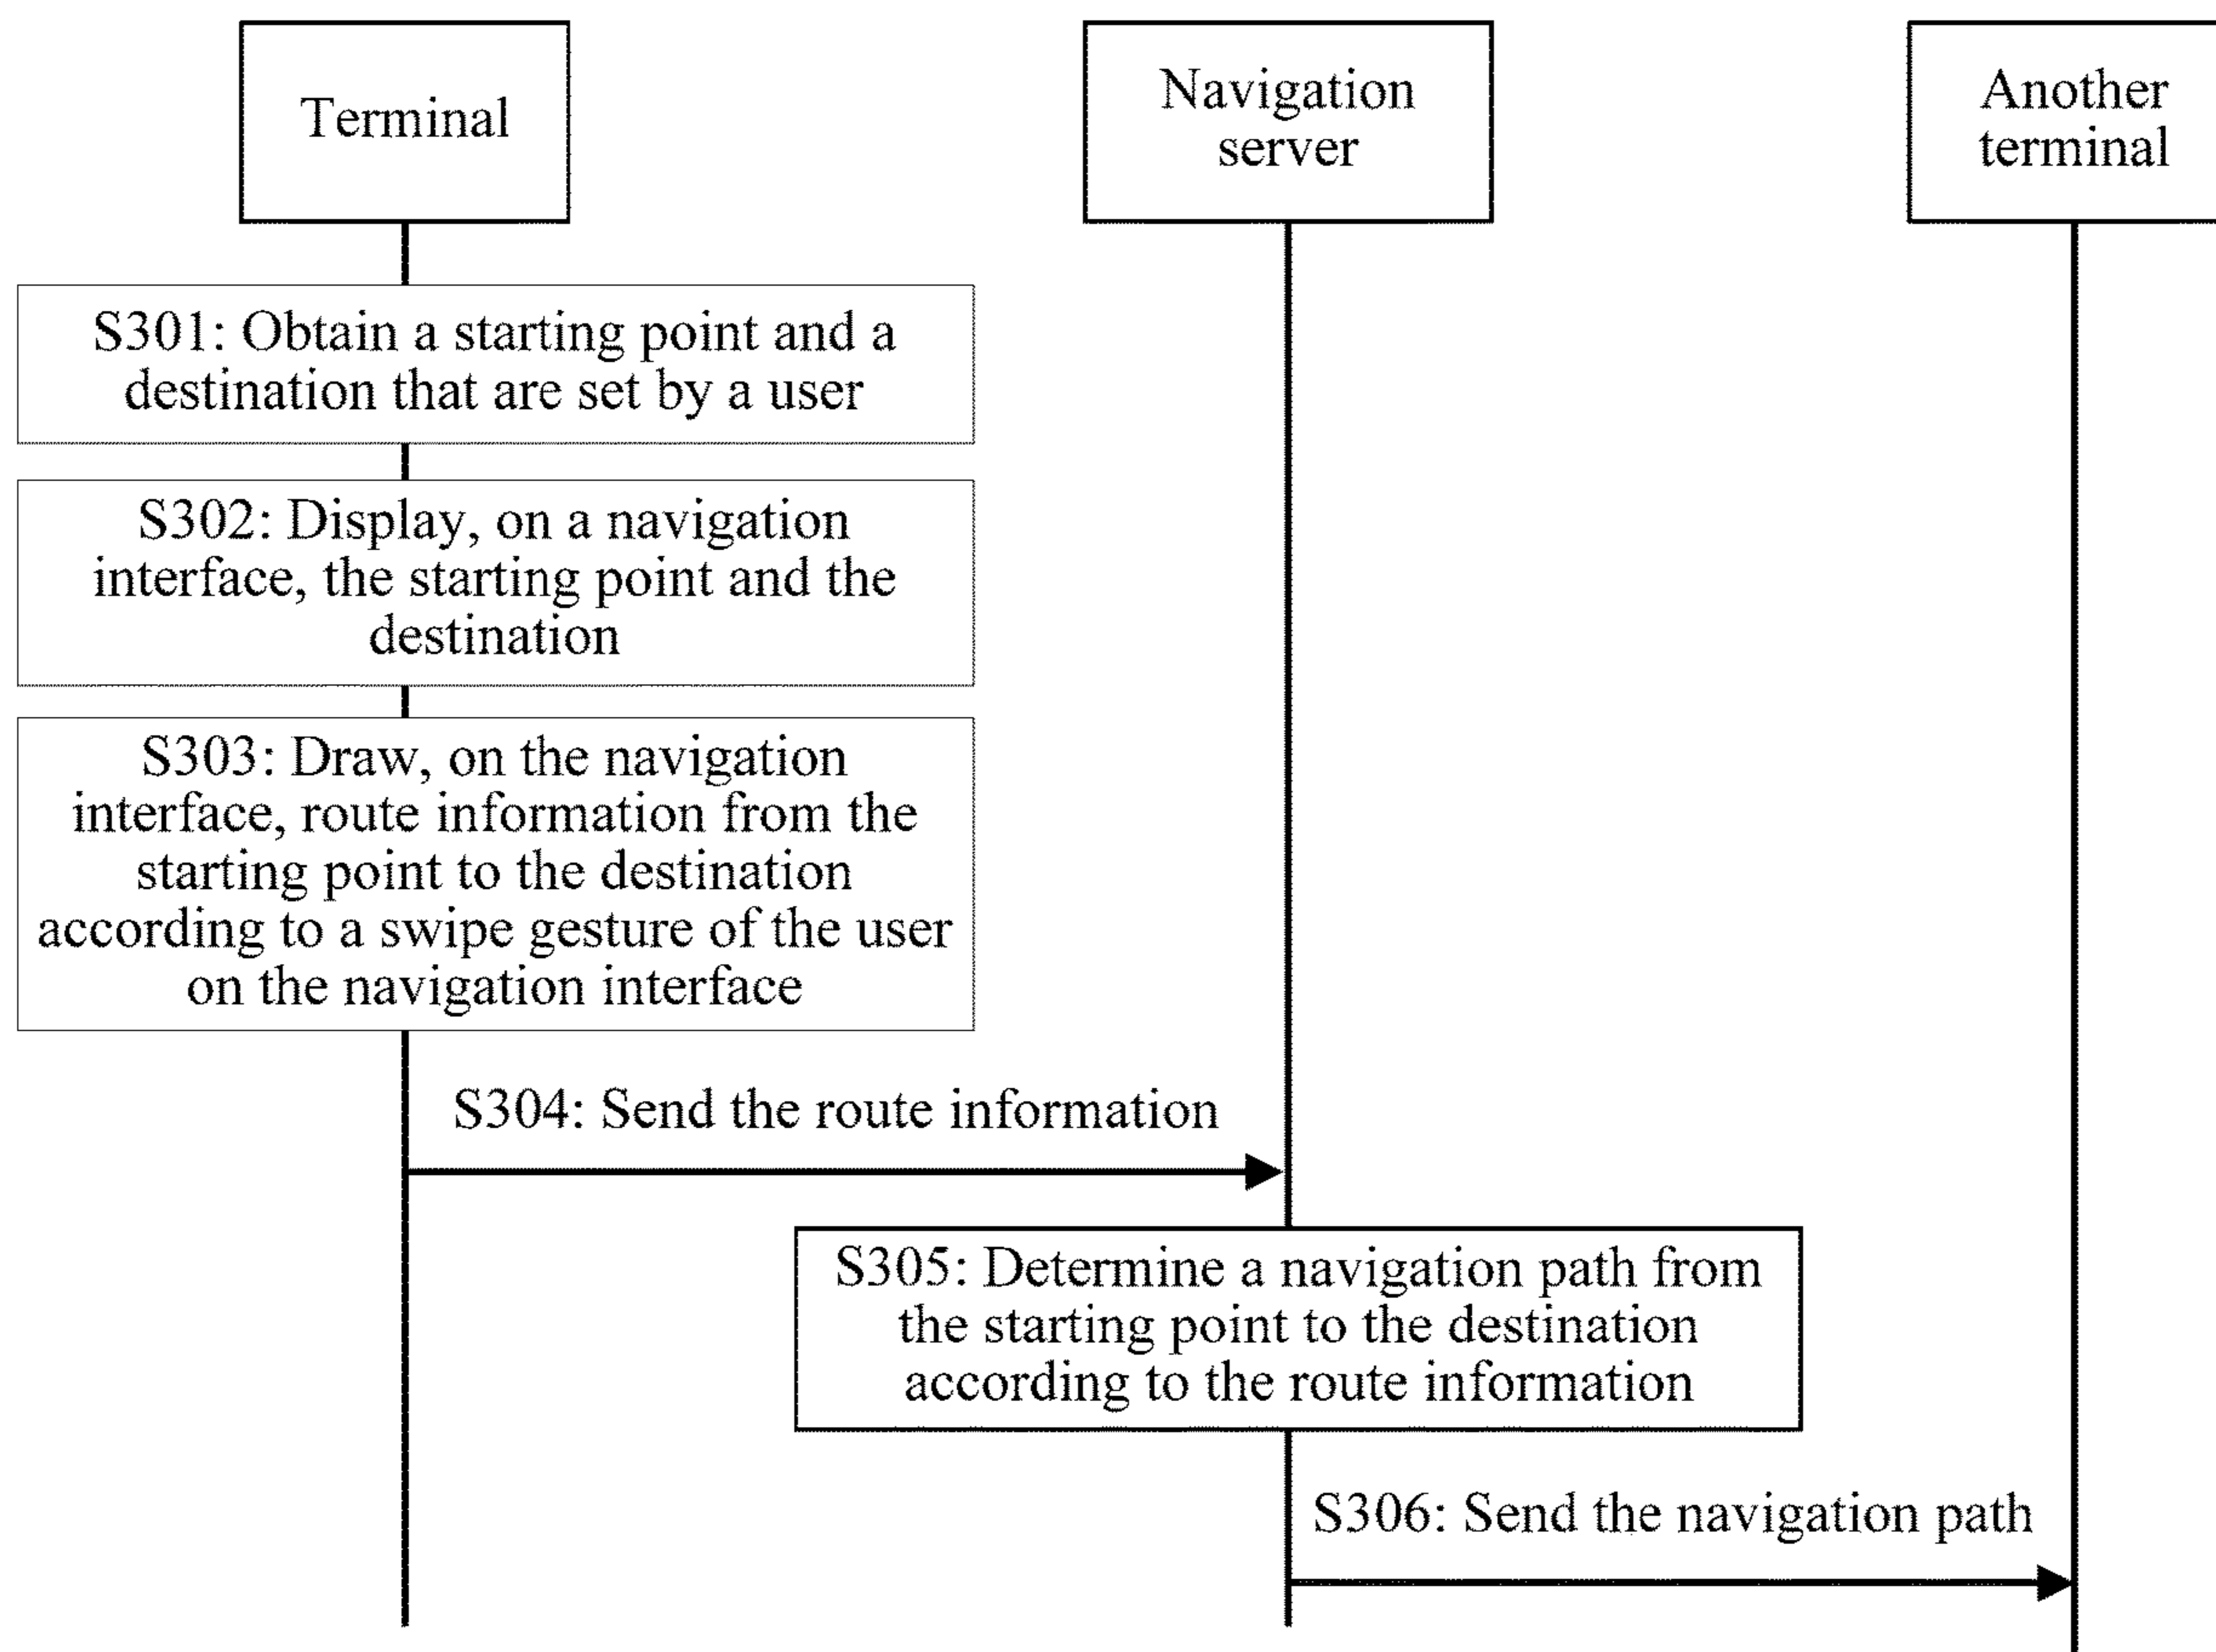 Terminal
Navigation
server
Another
terminal
S301: Obtain a starting point and a
destination that are set by a user
S302: Display, on a navigation
interface, the starting point and the
destination
S303: Draw, on the navigation
interface, route information from the
starting point to the destination
according to a swipe gesture of the user
on the navigation interface
S304: Send the route information
S305: Determine a navigation path from
the starting point to the destination
according to the route information
S306: Send the navigation path